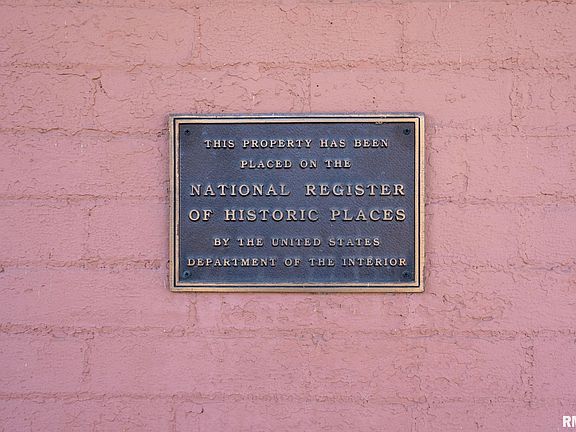 THIS PROPERTY HAS BEEN
PLACED ON THE
NATIONAL REGISTER
OF HISTORIC PLACES
BY THE UNITED STATES
DEPARTMENT OF THE INTERIOR